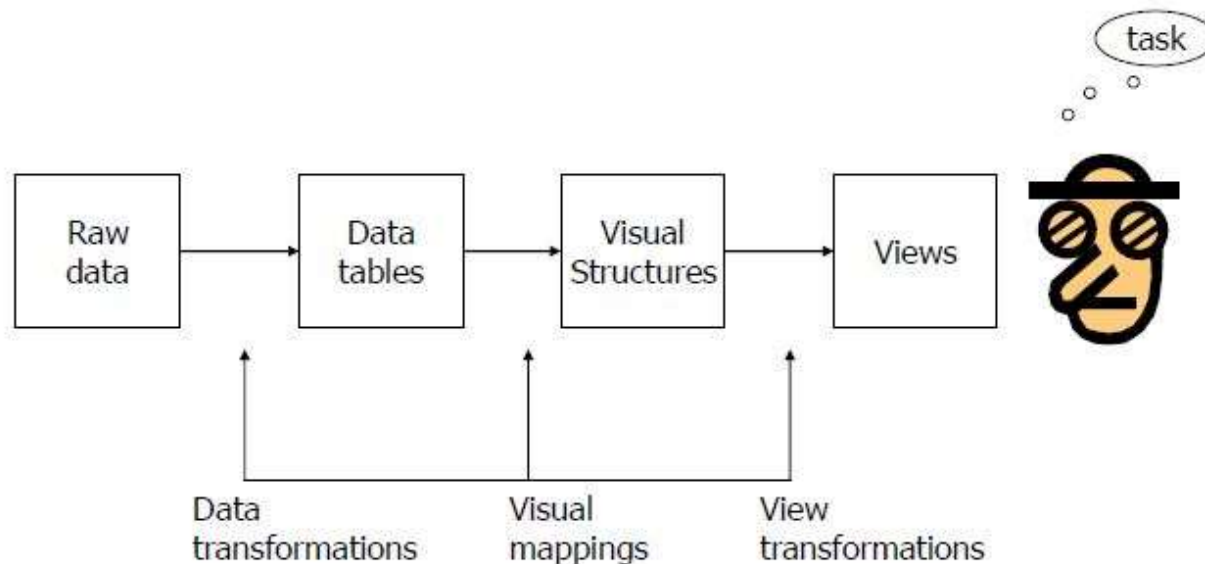 task
Raw
data
Data
tables
Visual
Structures
Views
Data
transformations
Visual
mappings
View
transformations